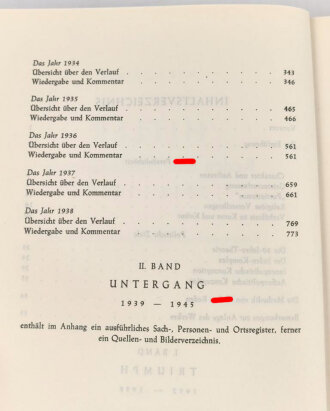 Das Jahr 1934
Übersicht über den Verlauf . . . . . . . . . 343
Wiedergabe und Kommentar . . . . . . . . . 346
Das Jahr 1935
Übersicht über den Verlauf . . . . . . . . . 465
Wiedergabe und Kommentar . . . . . . . . . 466
Das Jahr 1936
Übersicht über den Verlauf . . . . . . . . . 561
Wiedergabe und Kommentar . . . . . . . . . 561
Das Jahr 1937
Übersicht über den Verlauf . . . . . . . . . 659
Wiedergabe und Kommentar . . . . . . . . . 661
Das Jahr 1938
Übersicht über den Verlauf . . . . . . . . . 769
Wiedergabe und Kommentar . . . . . . . . . 773
II. BAND
UNTERGANG
1939 — 1945
enthält im Anhang ein ausführliches Sach-, Personen- und Ortsregister, ferner
ein Quellen- und Bilderverzeichnis.